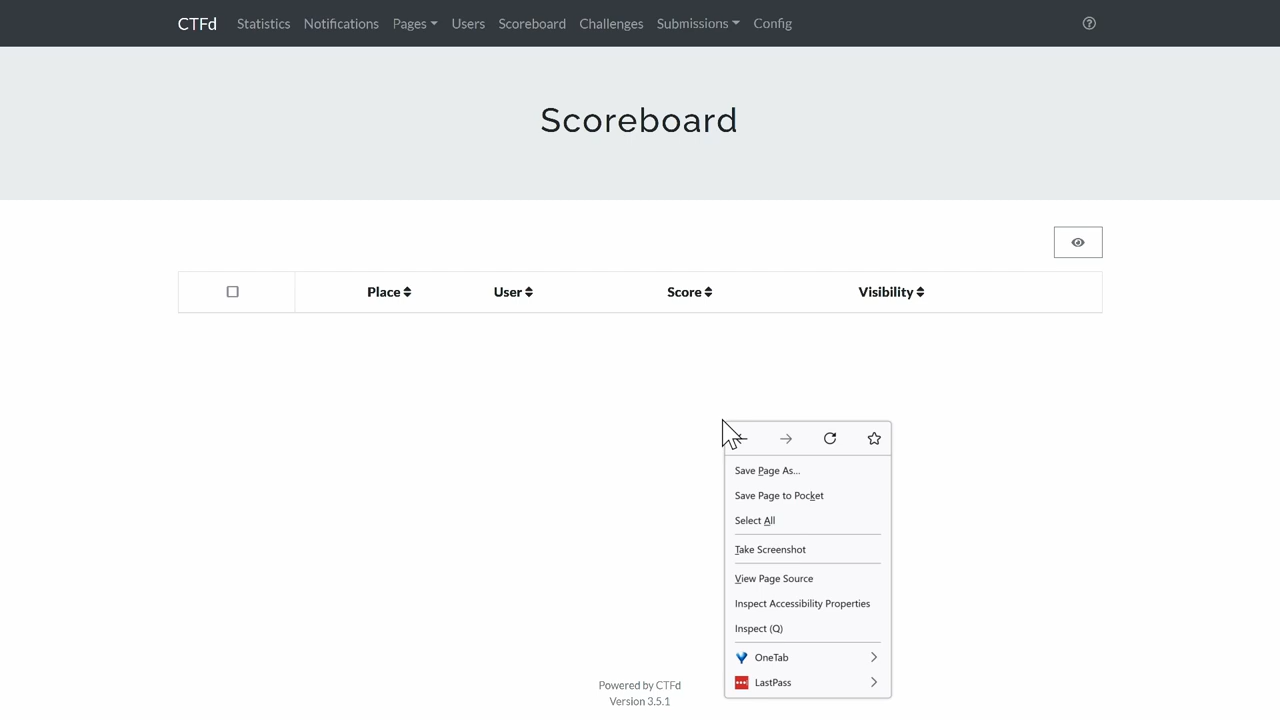 CTFd Statistics Notifications Pages Users Scoreboard Challenges Submissions Config
Scoreboard
Place User Score Visibility
Save Page As...
Save Page to Pocket
Select All
Take Screenshot
View Page Source
Inspect Accessibility Properties
Inspect (Q)
OneTab
LastPass
Powered by CTFd
Version 3.5.1